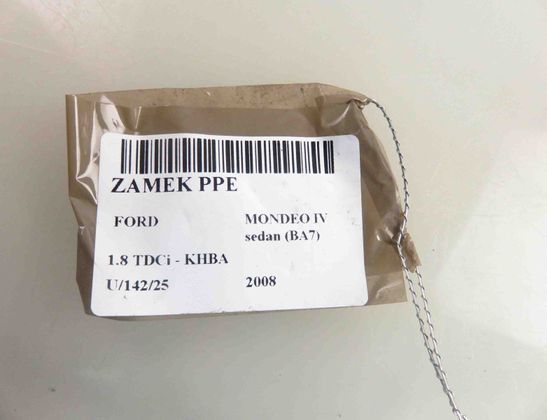 ZAMEK PPE
FORD MONDEO IV
sedan (BA7)
1.8 TDCi - KHBA
U/142/25 2008